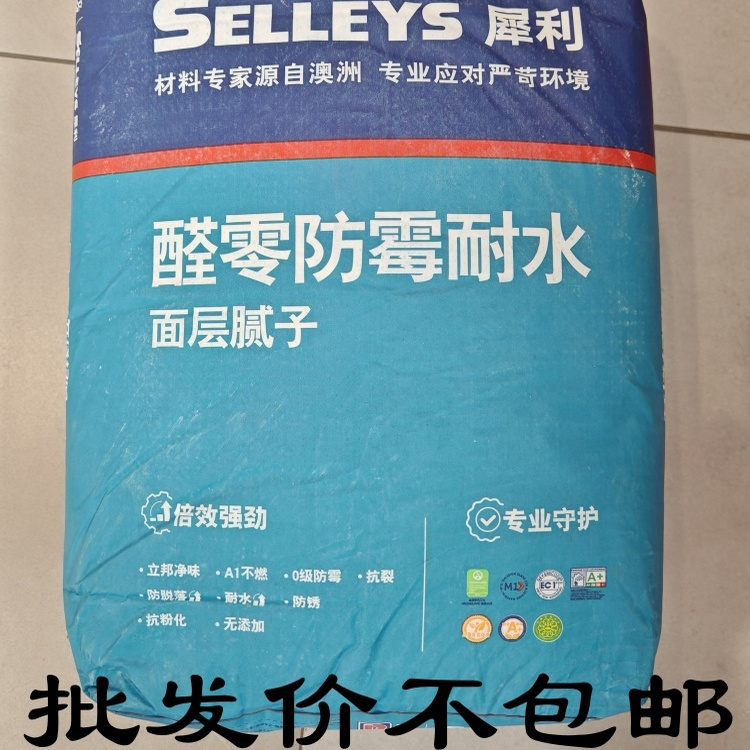 SELLEYS 犀利
材料专家源自澳洲 专业应对严苛环境
醛零防霉耐水
面层腻子
倍效强劲
专业守护
·立邦净味 ·A1不燃 ·0级防霉 ·抗裂
·防脱落 ·耐水 ·防锈
·抗粉化 ·无添加
M1
EC1
A+
A+
批发价不包邮